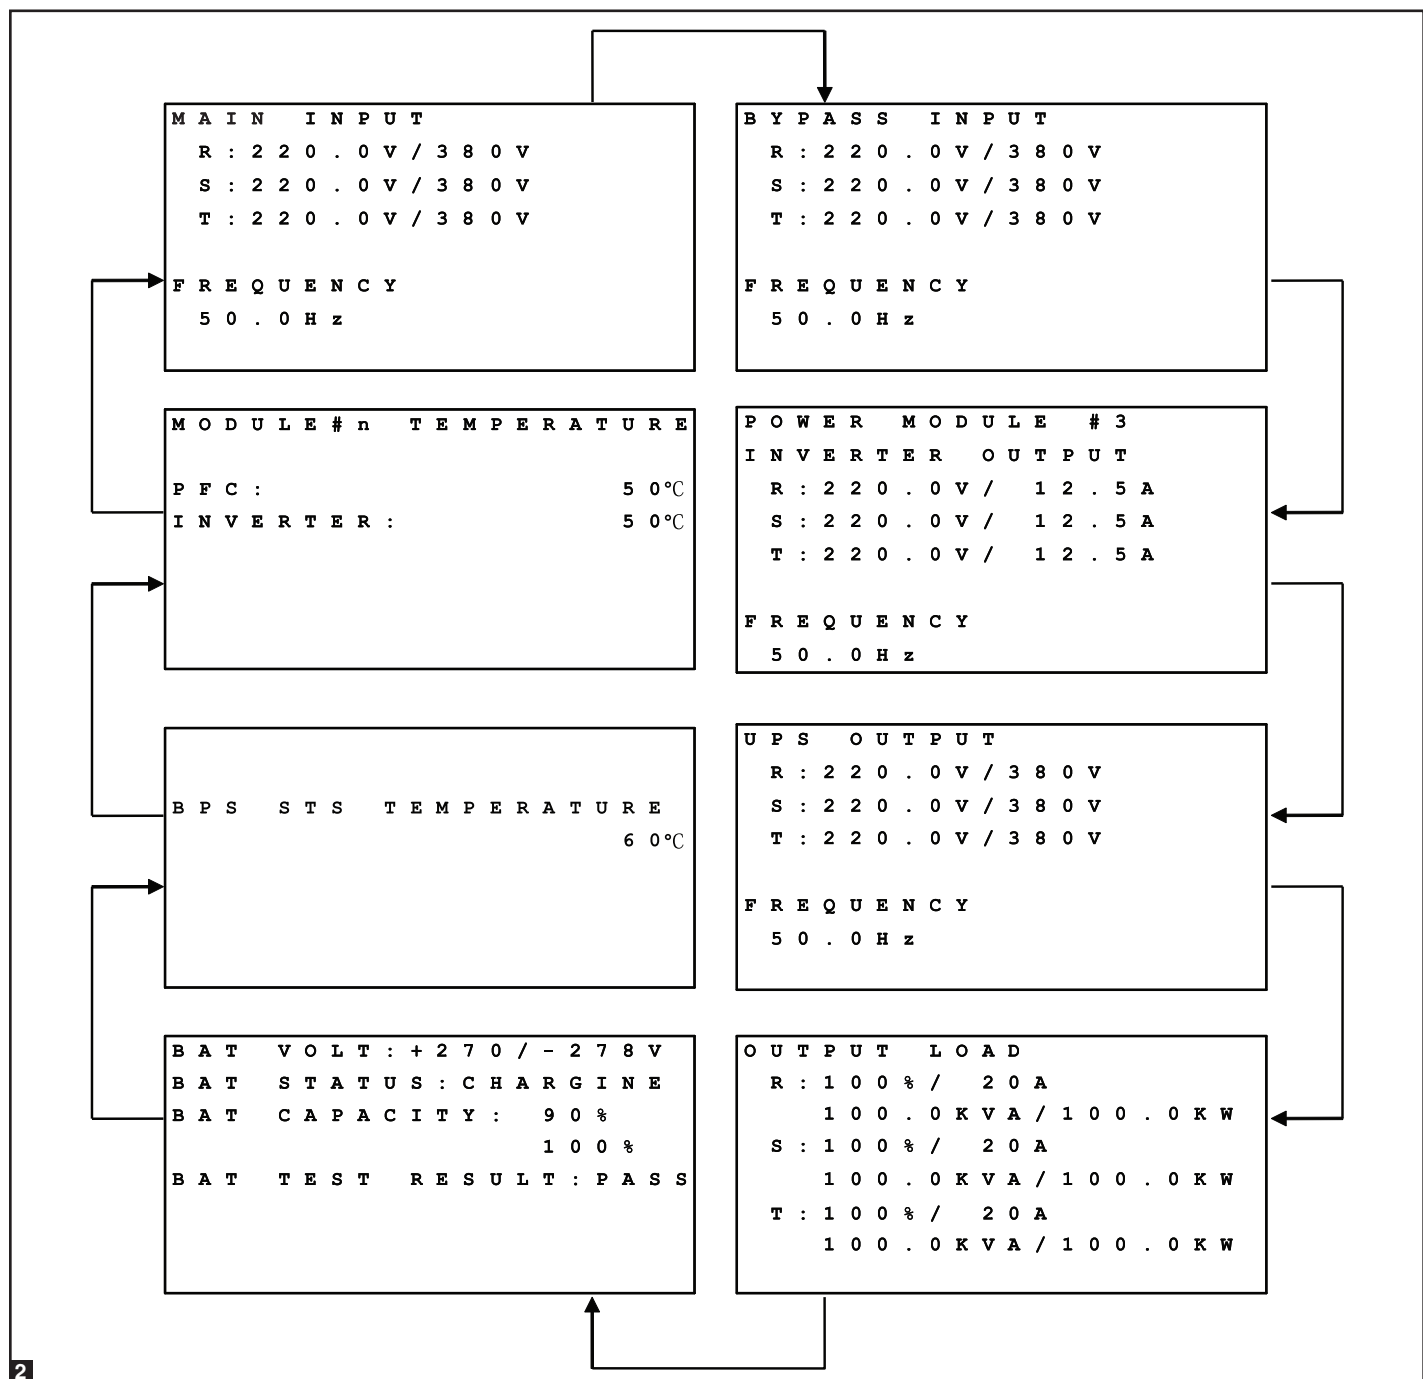 MAIN INPUT
R:220.0V/380V
S:220.0V/380V
T:220.0V/380V
FREQUENCY
50.0Hz
BYPASS INPUT
R:220.0V/380V
S:220.0V/380V
T:220.0V/380V
FREQUENCY
50.0Hz
MODULE#n TEMPERATURE
PFC: 50℃
INVERTER: 50℃
POWER MODULE #3
INVERTER OUTPUT
R:220.0V/ 12.5A
S:220.0V/ 12.5A
T:220.0V/ 12.5A
FREQUENCY
50.0Hz
BPS STS TEMPERATURE
60℃
UPS OUTPUT
R:220.0V/380V
S:220.0V/380V
T:220.0V/380V
FREQUENCY
50.0Hz
BAT VOLT:+270/-278V
BAT STATUS:CHARGINE
BAT CAPACITY: 90%
100%
BAT TEST RESULT:PASS
OUTPUT LOAD
R:100%/ 20A
100.0KVA/100.0KW
S:100%/ 20A
100.0KVA/100.0KW
T:100%/ 20A
100.0KVA/100.0KW
2